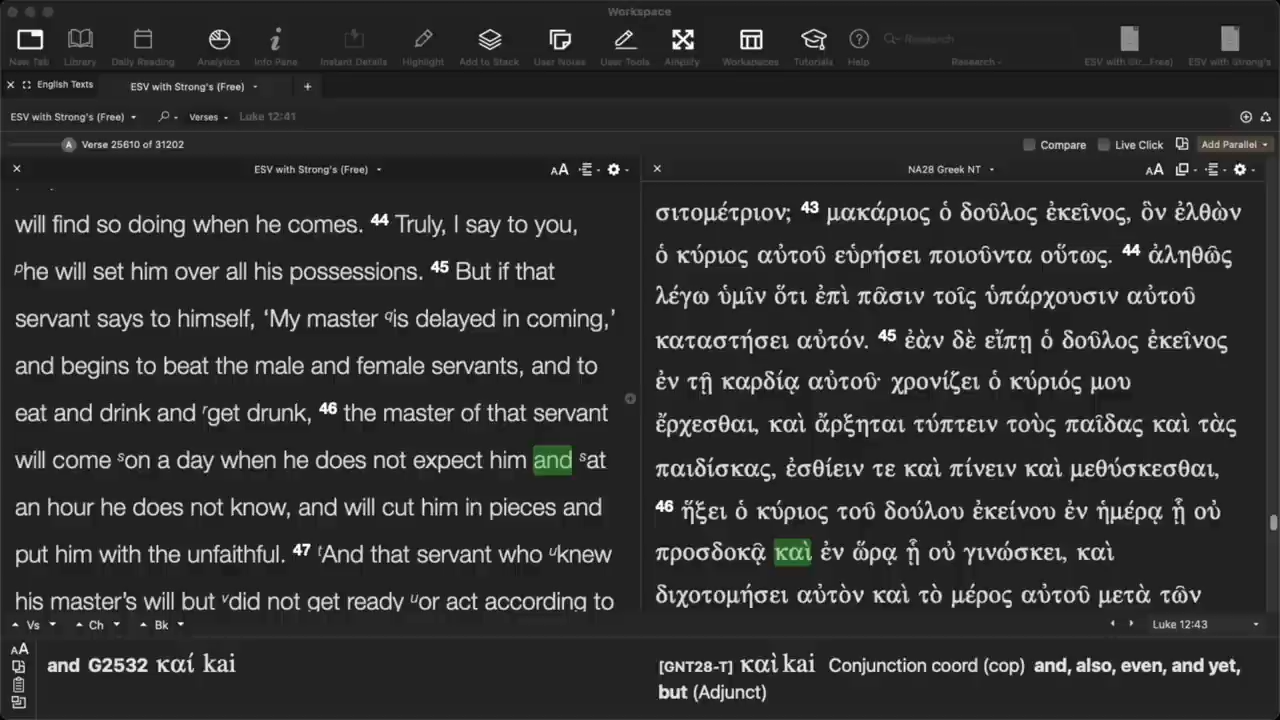 Workspace
New Tab Library Daily Reading Analytics Info Pane Instant Details Highlight Add to Stack User Notes User Tools Amplify Workspaces Tutorials Help Research Research ESV with (Str... Free) ESV with Strong's
English Texts ESV with Strong's (Free) +
ESV with Strong's (Free) Verses Luke 12:41
A Verse 25610 of 31202 Compare Live Click Add Parallel
ESV with Strong's (Free) AA
will find so doing when he comes. 44 Truly, I say to you,
phe will set him over all his possessions. 45 But if that
servant says to himself, ‘My master qis delayed in coming,’
and begins to beat the male and female servants, and to
eat and drink and rget drunk, 46 the master of that servant
will come son a day when he does not expect him and sat
an hour he does not know, and will cut him in pieces and
put him with the unfaithful. 47 tAnd that servant who uknew
his master’s will but vdid not get ready uor act according to
NA28 Greek NT AA
σιτομέτριον; 43 μακάριος ὁ δοῦλος ἐκεῖνος, ὃν ἐλθὼν
ὁ κύριος αὐτοῦ εὑρήσει ποιοῦντα οὕτως. 44 ἀληθῶς
λέγω ὑμῖν ὅτι ἐπὶ πᾶσιν τοῖς ὑπάρχουσιν αὐτοῦ
καταστήσει αὐτόν. 45 ἐὰν δὲ εἴπῃ ὁ δοῦλος ἐκεῖνος
ἐν τῇ καρδίᾳ αὐτοῦ· χρονίζει ὁ κύριός μου
ἔρχεσθαι, καὶ ἄρξηται τύπτειν τοὺς παῖδας καὶ τὰς
παιδίσκας, ἐσθίειν τε καὶ πίνειν καὶ μεθύσκεσθαι,
46 ἥξει ὁ κύριος τοῦ δούλου ἐκείνου ἐν ἡμέρᾳ ᾗ οὐ
προσδοκᾷ καὶ ἐν ὥρᾳ ᾗ οὐ γινώσκει, καὶ
διχοτομήσει αὐτὸν καὶ τὸ μέρος αὐτοῦ μετὰ τῶν
Vs Ch Bk Luke 12:43
AA and G2532 καί kai
[GNT28-T] καὶ kai Conjunction coord (cop) and, also, even, and yet,
but (Adjunct)